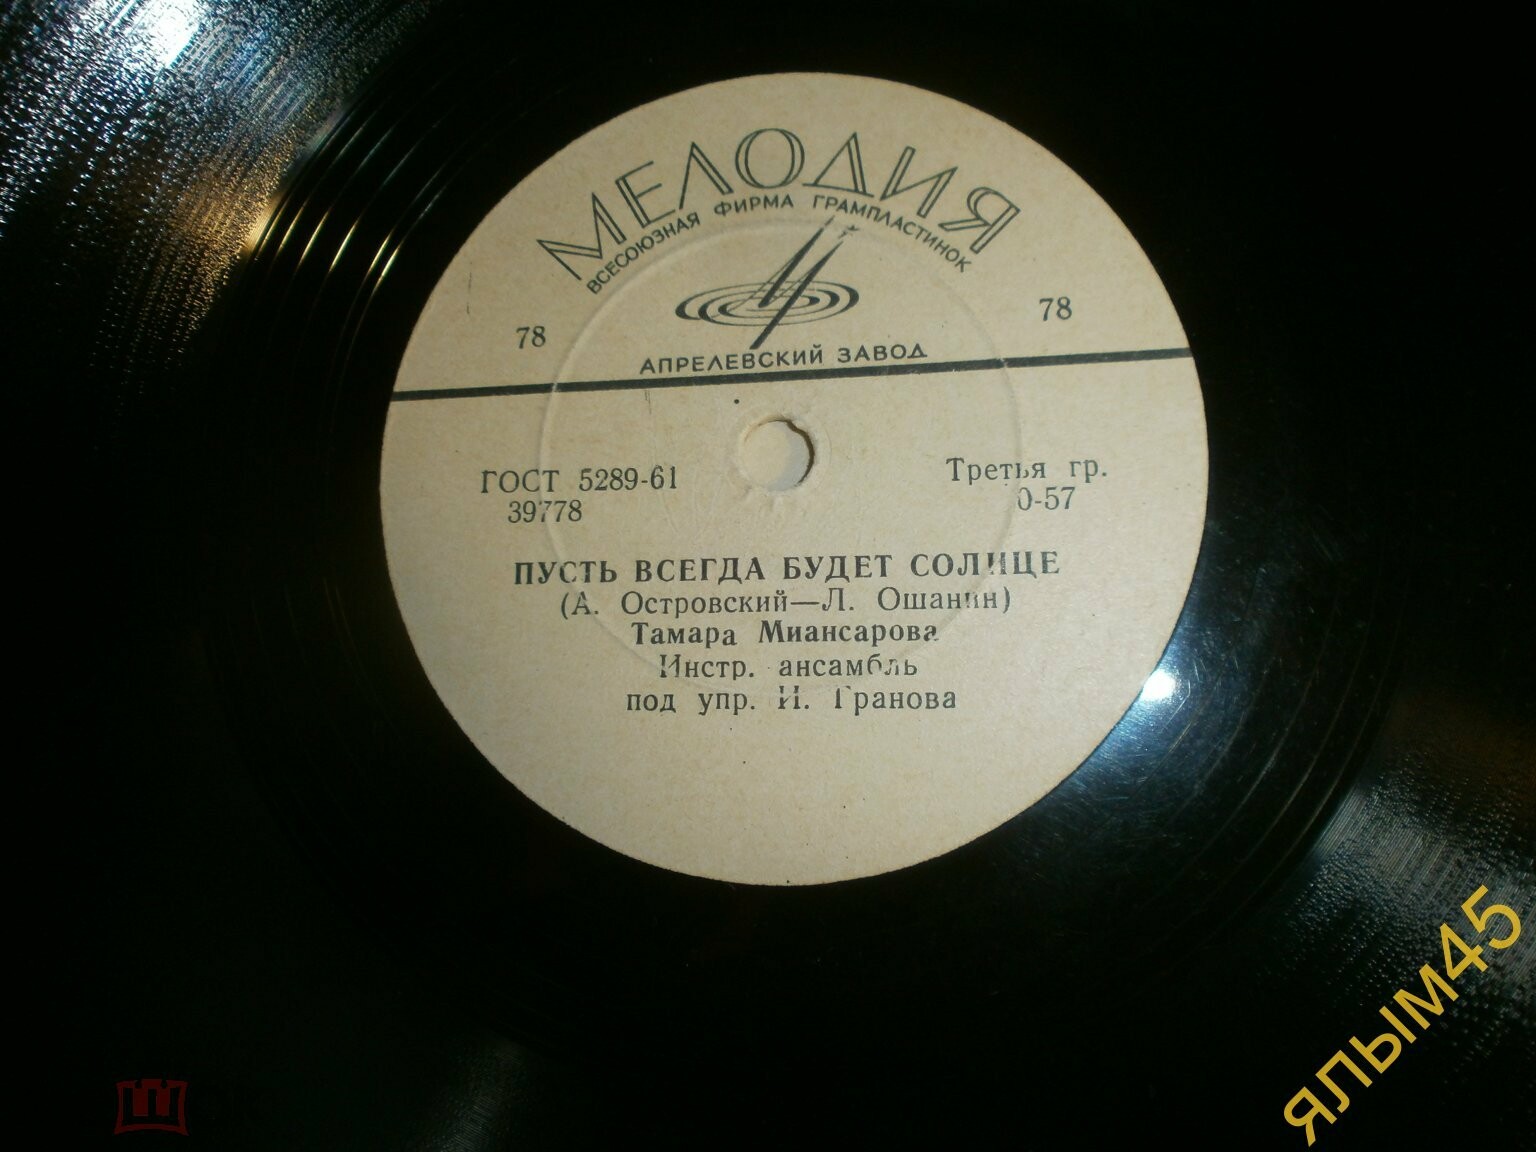 МЕЛОДИЯ
ВСЕСОЮЗНАЯ ФИРМА ГРАМПЛАСТИНОК
78
78
АПРЕЛЕВСКИЙ ЗАВОД
ГОСТ 5289-61
Третья гр.
39778
0-57
ПУСТЬ ВСЕГДА БУДЕТ СОЛНЦЕ
(А. Островский—Л. Ошанин)
Тамара Миансарова
Инстр. ансамбль
под упр. И. Гранова
ялым45